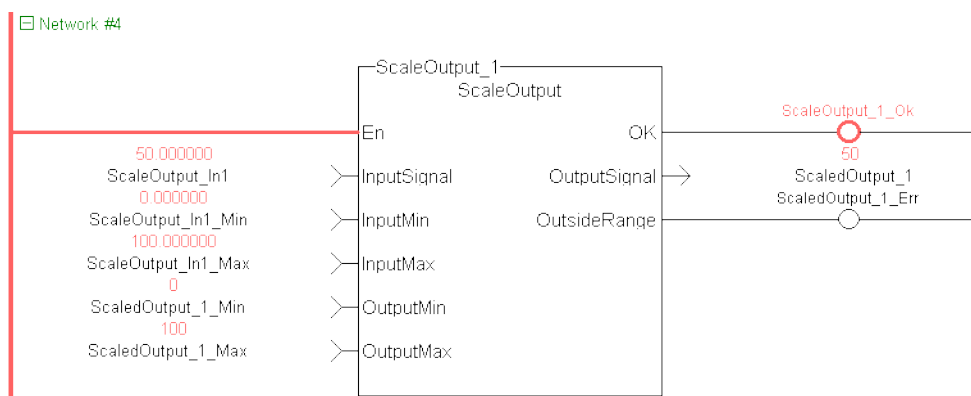 Network #4
ScaleOutput_1
ScaleOutput
ScaleOutput_1_Ok
En
OK
50.000000
50
ScaleOutput_In1
InputSignal
OutputSignal
ScaledOutput_1
0.000000
ScaledOutput_1_Err
ScaleOutput_In1_Min
InputMin
OutsideRange
100.000000
ScaleOutput_In1_Max
InputMax
0
ScaledOutput_1_Min
OutputMin
100
ScaledOutput_1_Max
OutputMax